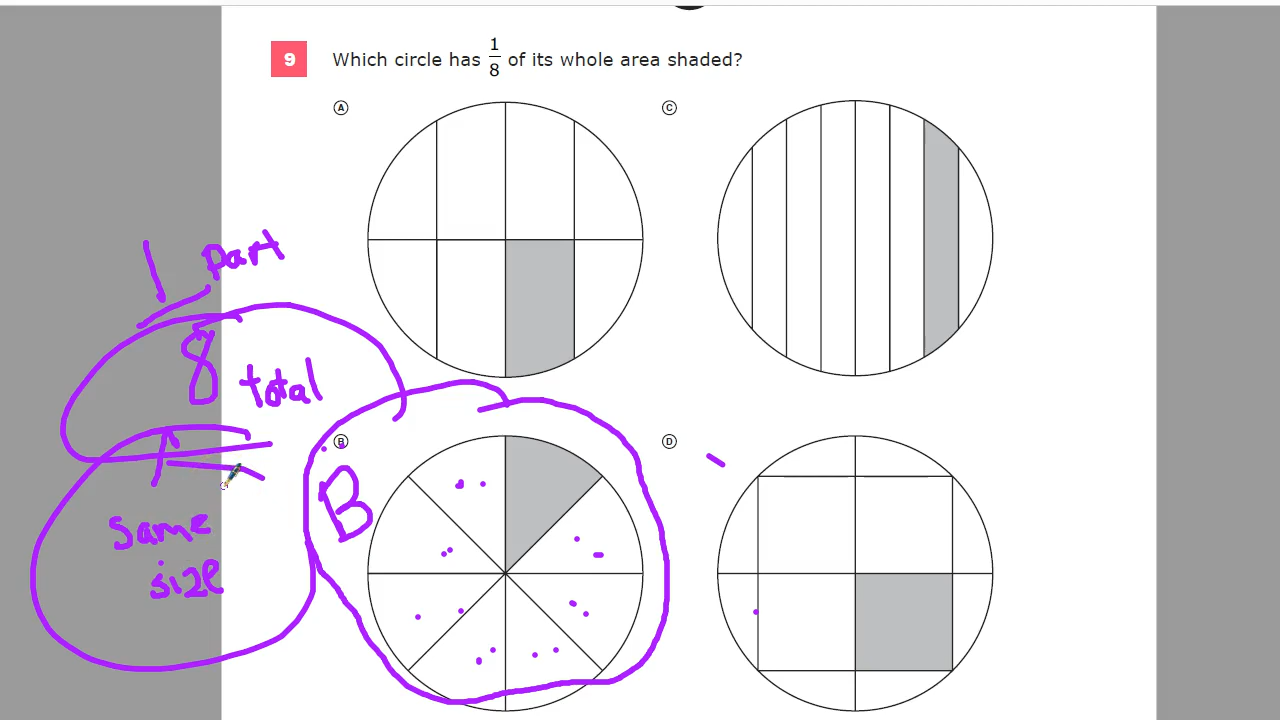 9 Which circle has 1/8 of its whole area shaded?
A
C
1 part
8 total
B
D
B
same
size